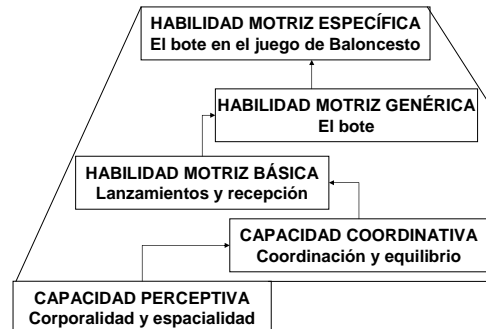 HABILIDAD MOTRIZ ESPECÍFICA
El bote en el juego de Baloncesto
HABILIDAD MOTRIZ GENÉRICA
El bote
HABILIDAD MOTRIZ BÁSICA
Lanzamientos y recepción
CAPACIDAD COORDINATIVA
Coordinación y equilibrio
CAPACIDAD PERCEPTIVA
Corporalidad y espacialidad